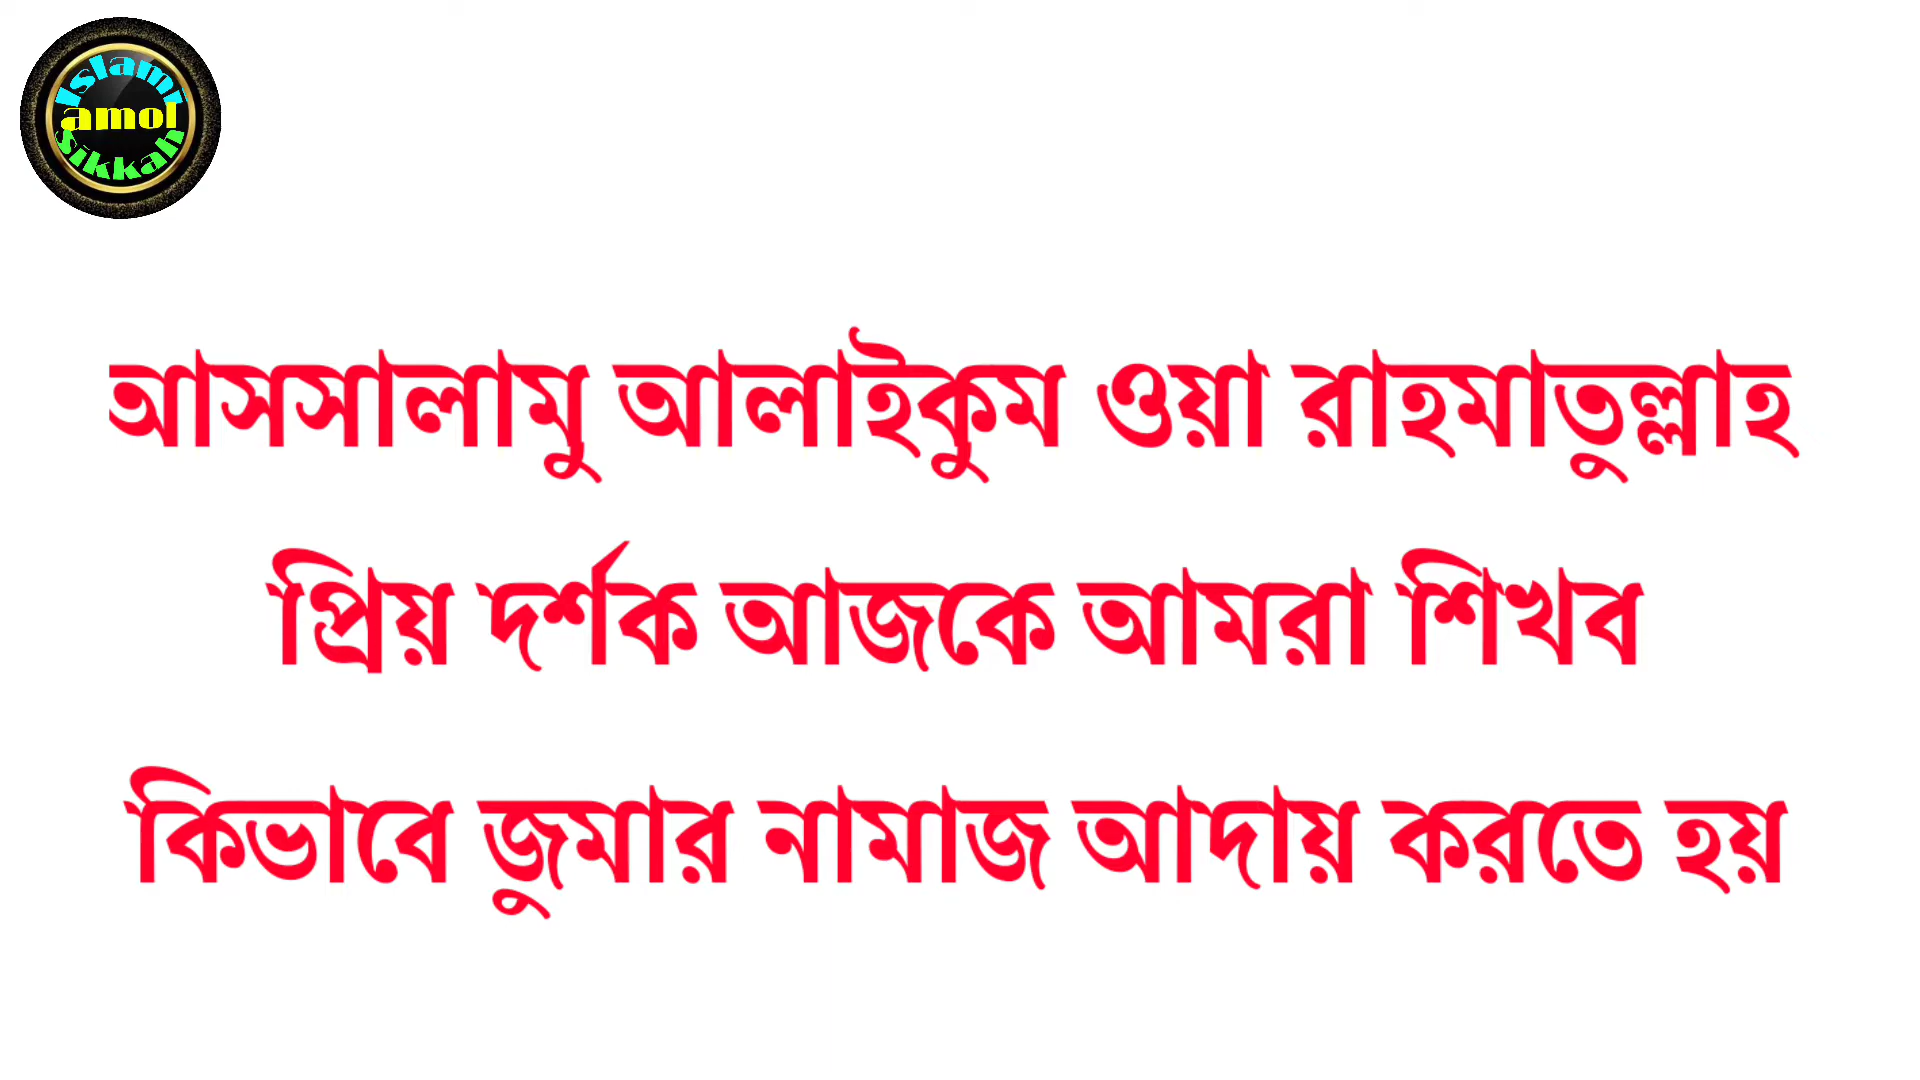 Islami
amol
sikkah
আসসালামু আলাইকুম ওয়া রাহমাতুল্লাহ
প্রিয় দর্শক আজকে আমরা শিখব
কিভাবে জুমার নামাজ আদায় করতে হয়